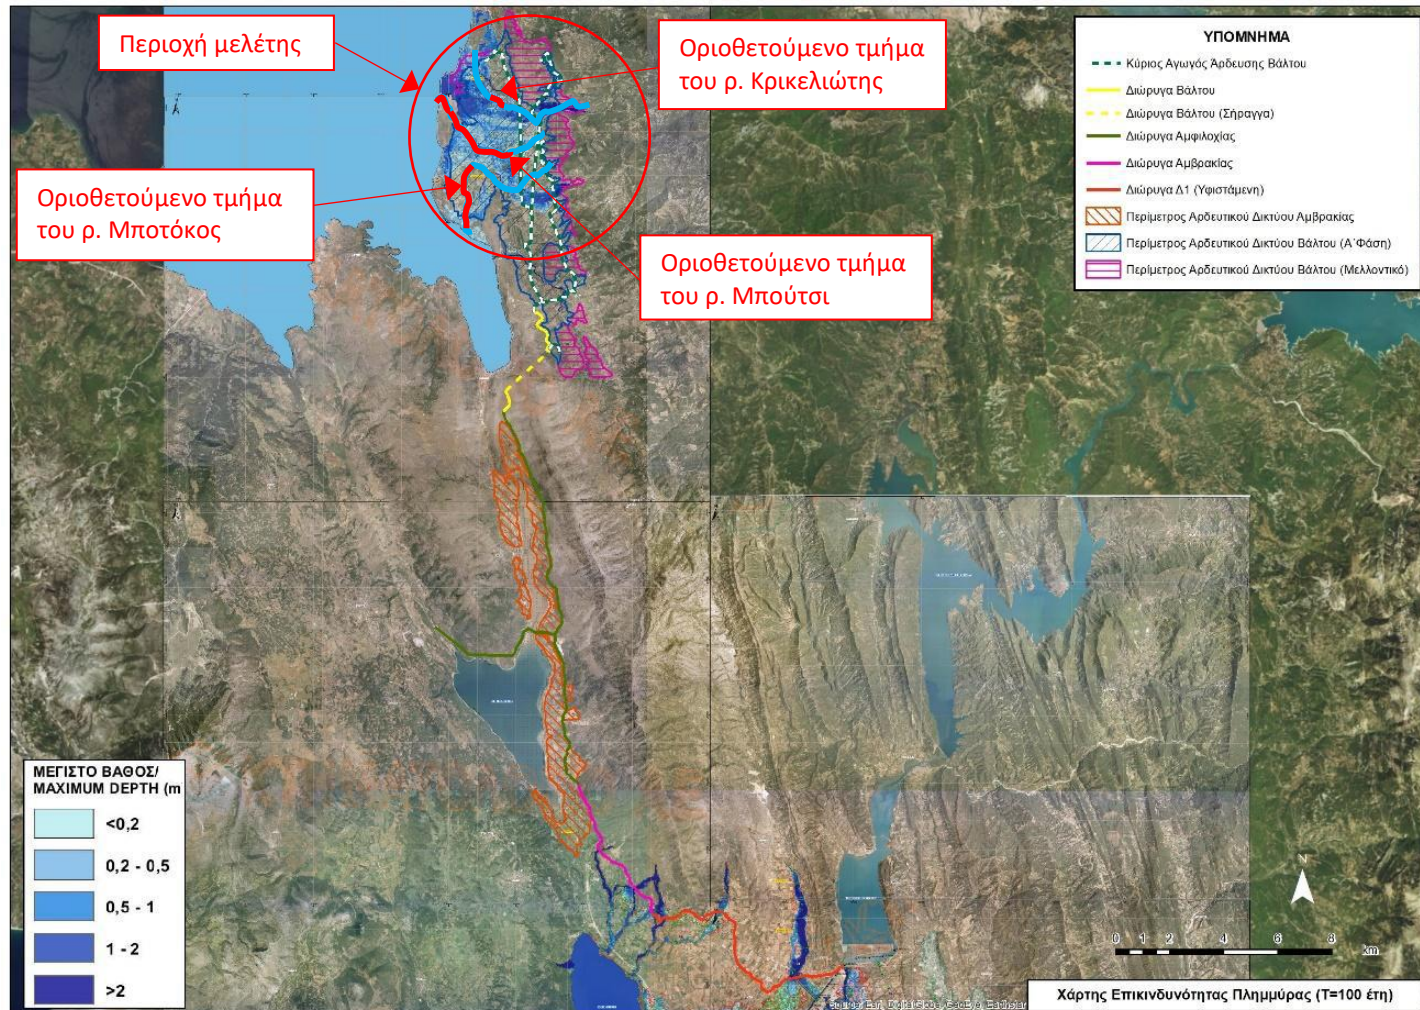 Περιοχή μελέτης
Οριοθετούμενο τμήμα
του ρ. Κρικελιώτης
Οριοθετούμενο τμήμα
του ρ. Μποτόκος
Οριοθετούμενο τμήμα
του ρ. Μπούτσι
ΥΠΟΜΝΗΜΑ
Κύριος Αγωγός Άρδευσης Βάλτου
Διώρυγα Βάλτου
Διώρυγα Βάλτου (Σήραγγα)
Διώρυγα Αμφιλοχίας
Διώρυγα Αμβρακίας
Διώρυγα Δ1 (Υφιστάμενη)
Περίμετρος Αρδευτικού Δικτύου Αμβρακίας
Περίμετρος Αρδευτικού Δικτύου Βάλτου (Α΄Φάση)
Περίμετρος Αρδευτικού Δικτύου Βάλτου (Μελλοντικό)
ΜΕΓΙΣΤΟ ΒΑΘΟΣ/
MAXIMUM DEPTH (m
<0,2
0,2 - 0,5
0,5 - 1
1 - 2
>2
N
0 1 2 4 6 8
km
Χάρτης Επικινδυνότητας Πλημμύρας (Τ=100 έτη)